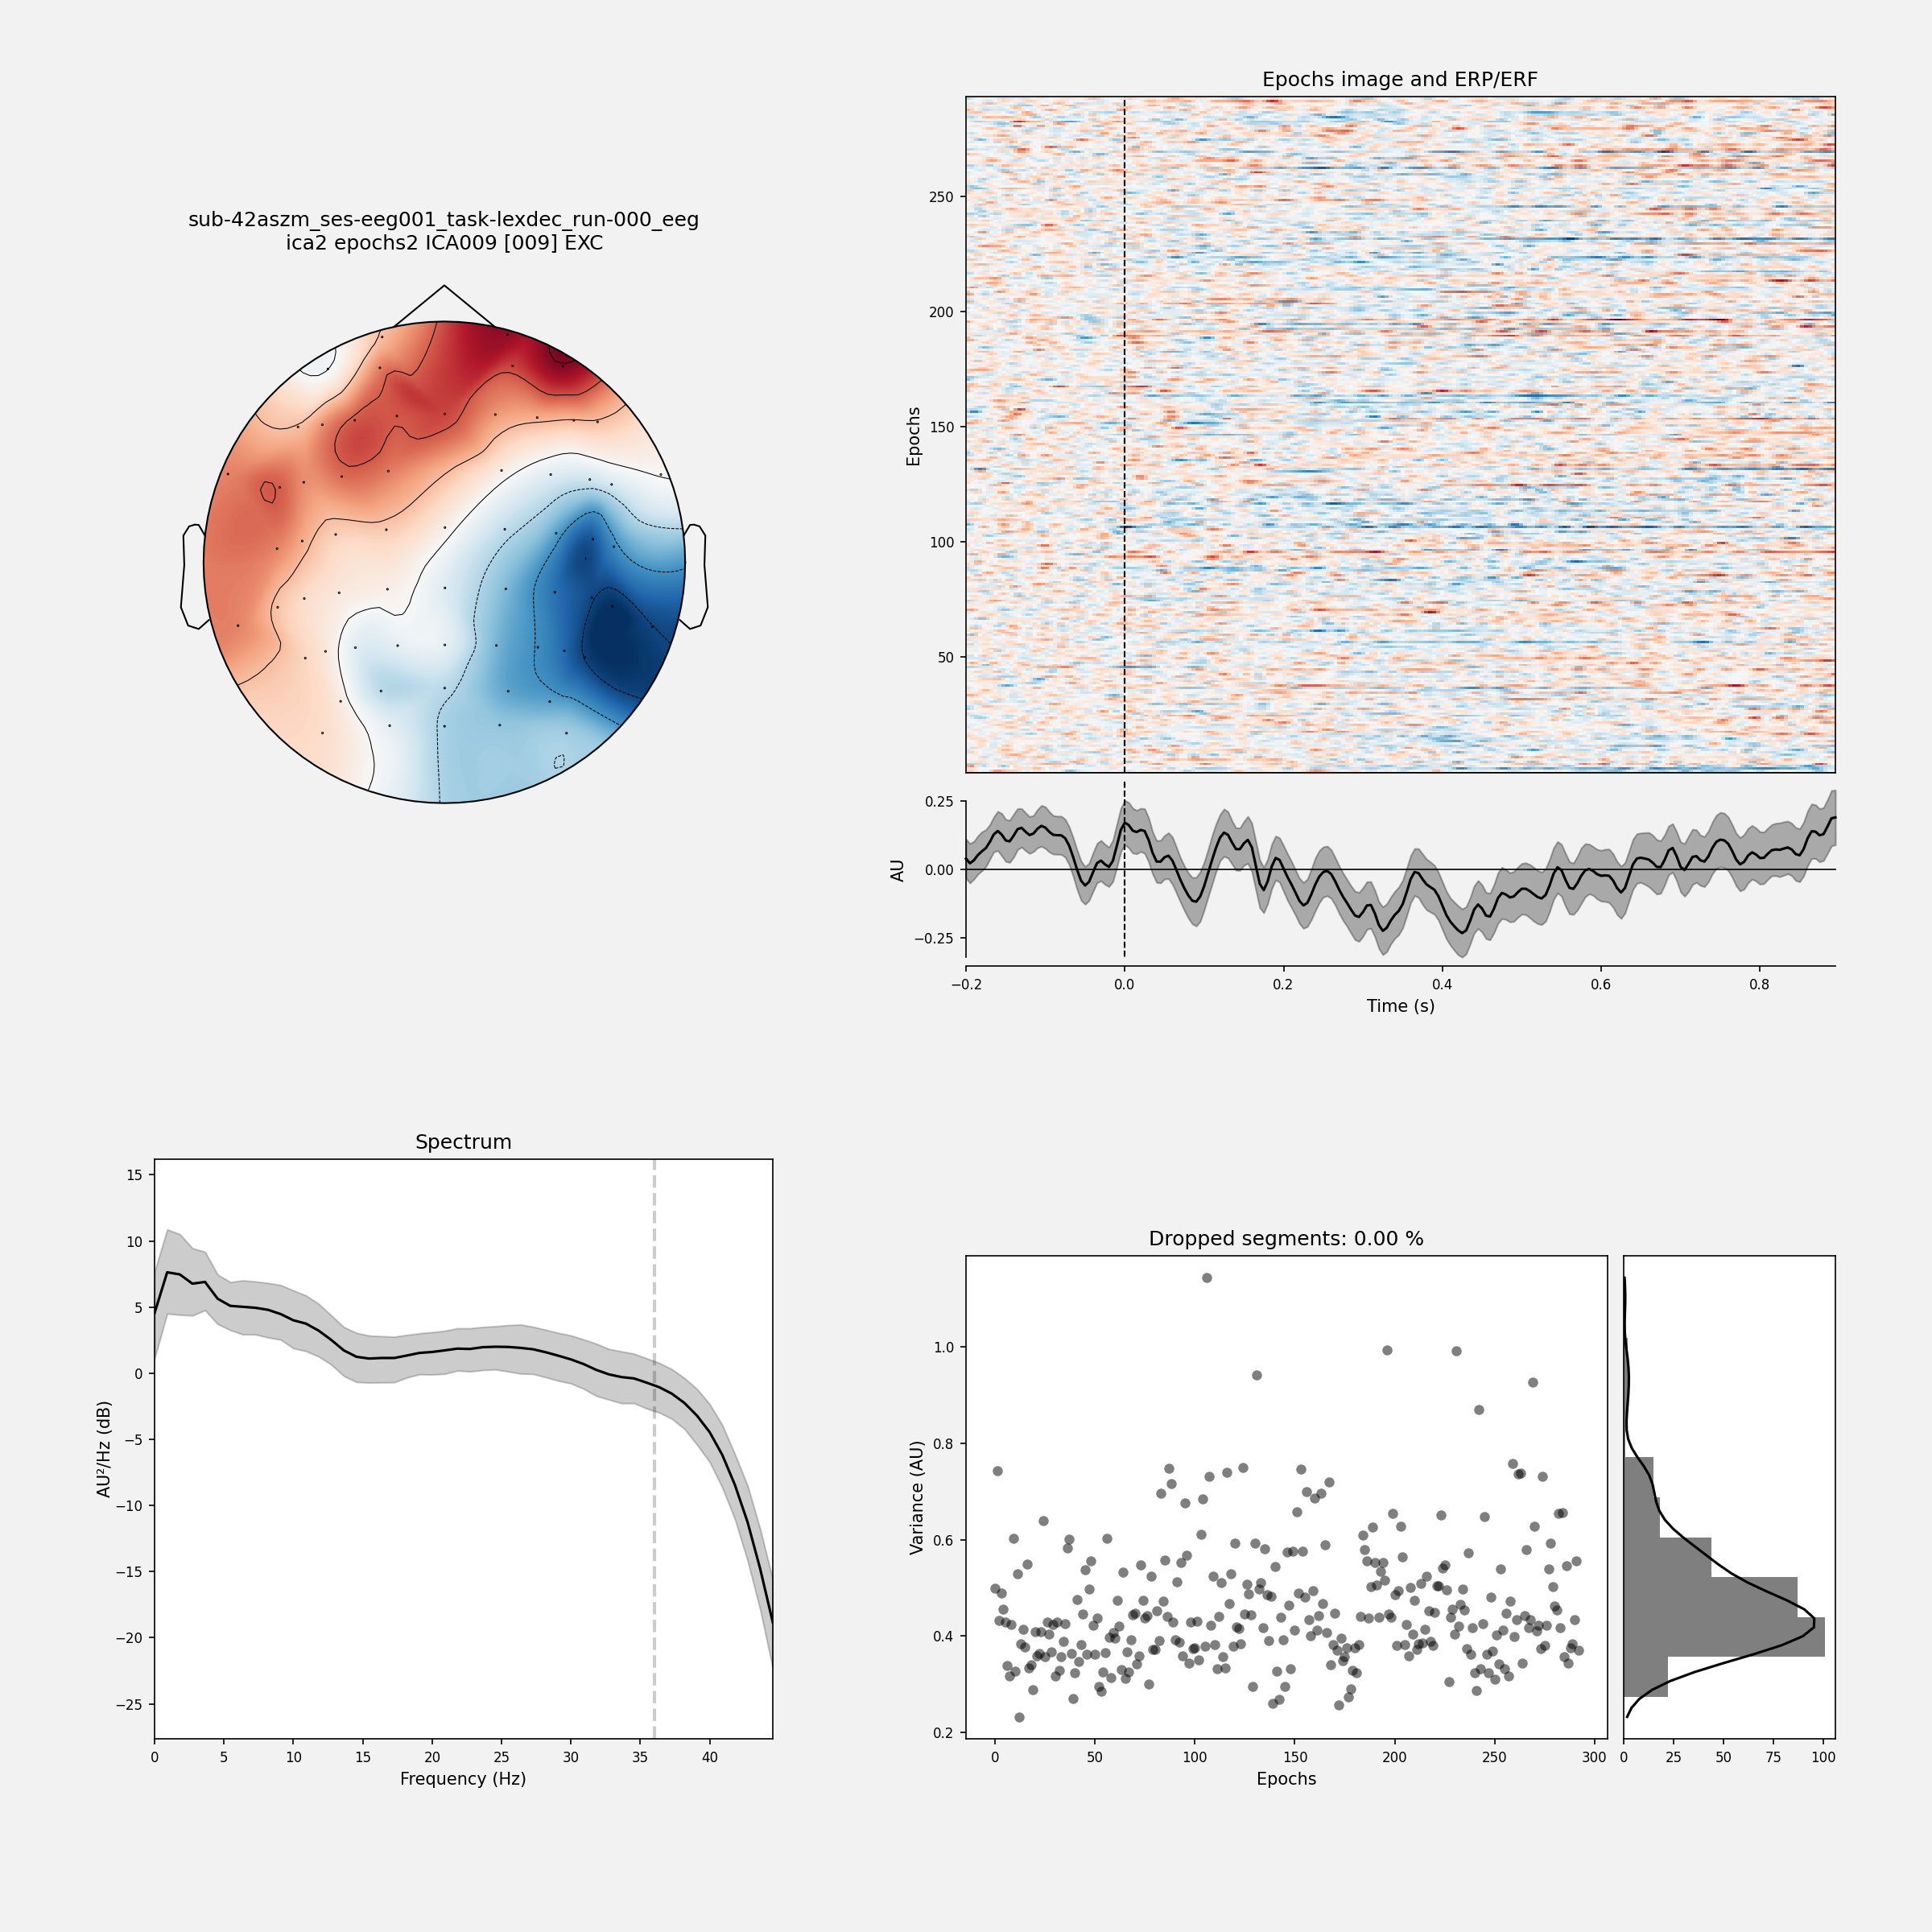 sub-42aszm_ses-eeg001_task-lexdec_run-000_eeg
ica2 epochs2 ICA009 [009] EXC
Epochs image and ERP/ERF
Epochs
250
200
150
100
50
AU
0.25
0.00
−0.25
−0.2 0.0 0.2 0.4 0.6 0.8
Time (s)
Spectrum
AU²/Hz (dB)
15
10
5
0
−5
−10
−15
−20
−25
0 5 10 15 20 25 30 35 40
Frequency (Hz)
Dropped segments: 0.00 %
Variance (AU)
1.0
0.8
0.6
0.4
0.2
0 50 100 150 200 250 300
Epochs
0 25 50 75 100